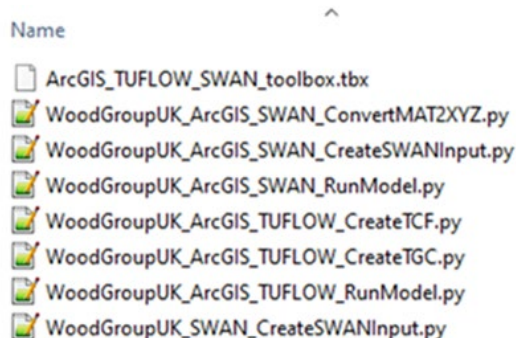 Name
ArcGIS_TUFLOW_SWAN_toolbox.tbx
WoodGroupUK_ArcGIS_SWAN_ConvertMAT2XYZ.py
WoodGroupUK_ArcGIS_SWAN_CreateSWANInput.py
WoodGroupUK_ArcGIS_SWAN_RunModel.py
WoodGroupUK_ArcGIS_TUFLOW_CreateTCF.py
WoodGroupUK_ArcGIS_TUFLOW_CreateTGC.py
WoodGroupUK_ArcGIS_TUFLOW_RunModel.py
WoodGroupUK_SWAN_CreateSWANInput.py